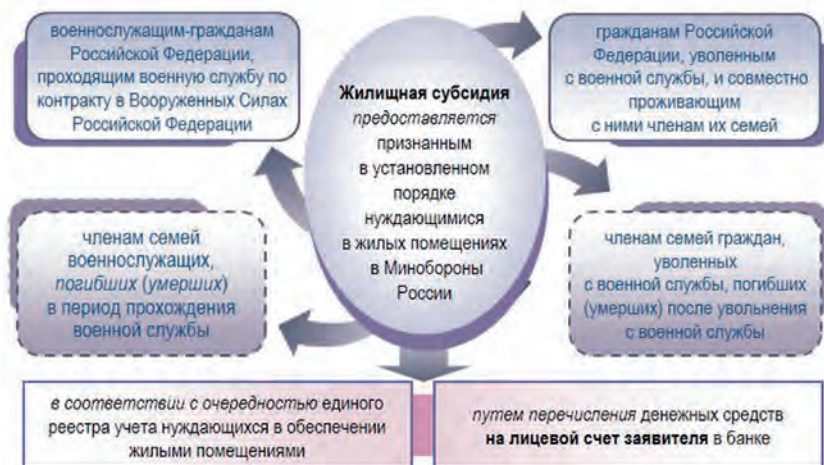 военнослужащим-гражданам
Российской Федерации,
проходящим военную службу по
контракту в Вооруженных Силах
Российской Федерации
Жилищная субсидия
предоставляется
признанным
в установленном
порядке
нуждающимися
в жилых помещениях
в Минобороны
России
гражданам Российской
Федерации, уволенным
с военной службы, и совместно
проживающим
с ними членам их семей
членам семей
военнослужащих,
погибших (умерших)
в период прохождения
военной службы
членам семей граждан,
уволенных
с военной службы, погибших
(умерших) после увольнения
с военной службы
в соответствии с очередностью единого
реестра учета нуждающихся в обеспечении
жилыми помещениями
путем перечисления денежных средств
на лицевой счет заявителя в банке